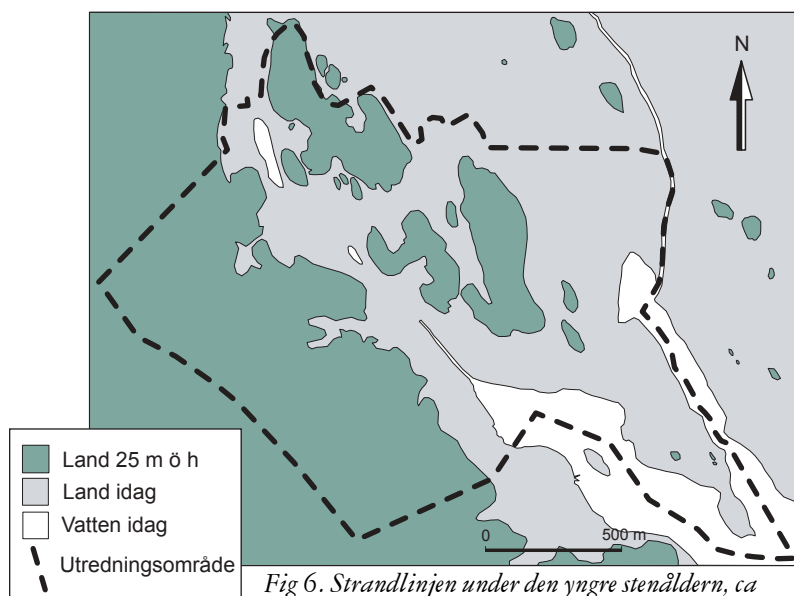 N
Land 25 m ö h
Land idag
Vatten idag
Utredningsområde
0 500 m
Fig 6. Strandlinjen under den yngre stenåldern, ca